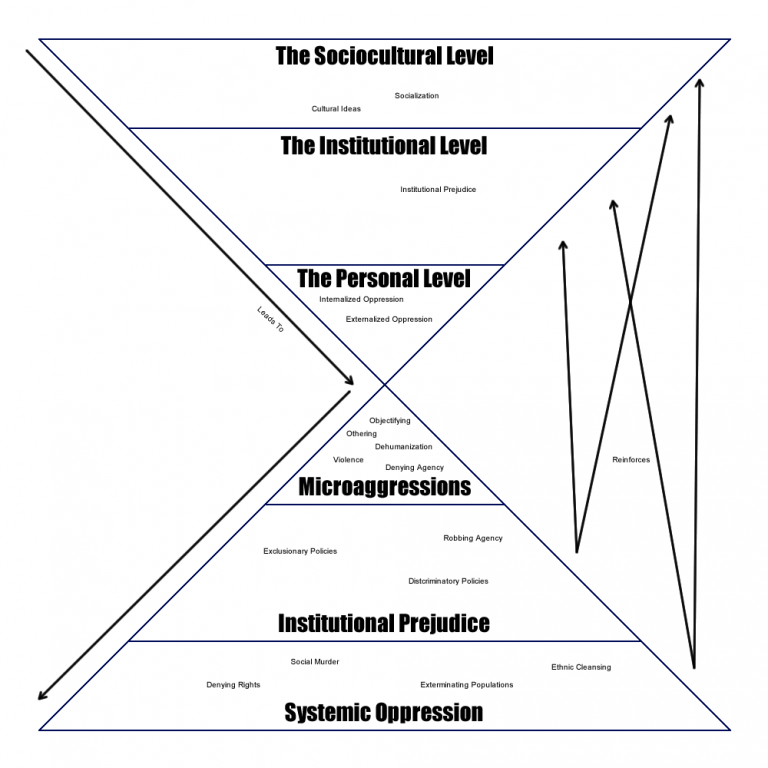 The Sociocultural Level
Socialization
Cultural Ideas
The Institutional Level
Institutional Prejudice
The Personal Level
Internalized Oppression
Externalized Oppression
Leads To
Objectifying
Othering
Dehumanization
Violence
Denying Agency
Microaggressions
Reinforces
Robbing Agency
Exclusionary Policies
Distcriminatory Policies
Institutional Prejudice
Social Murder
Ethnic Cleansing
Denying Rights
Exterminating Populations
Systemic Oppression